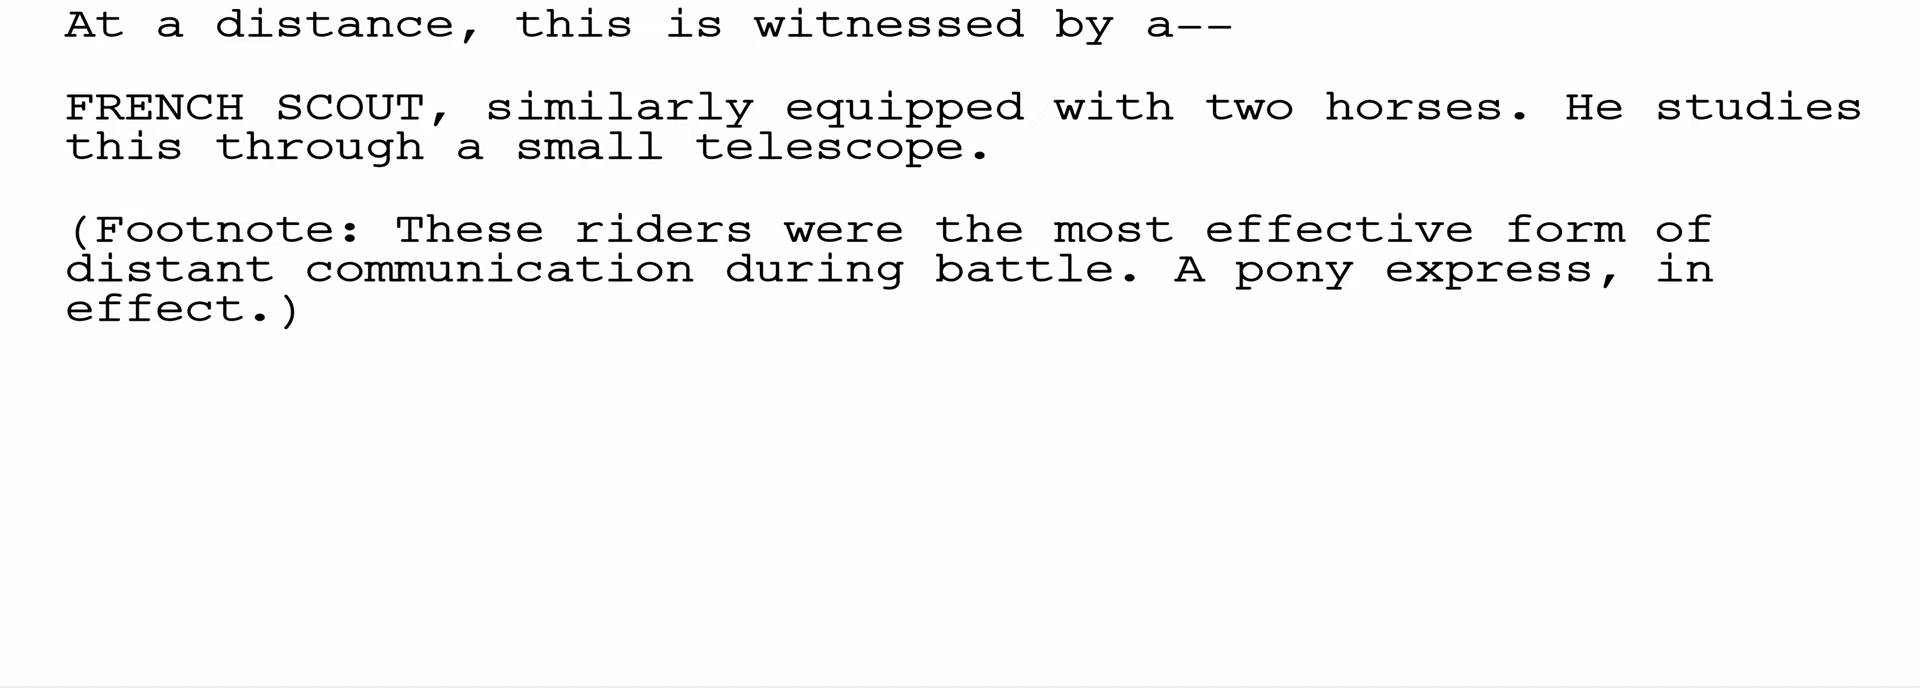 At a distance, this is witnessed by a--
FRENCH SCOUT, similarly equipped with two horses. He studies
this through a small telescope.
(Footnote: These riders were the most effective form of
distant communication during battle. A pony express, in
effect.)